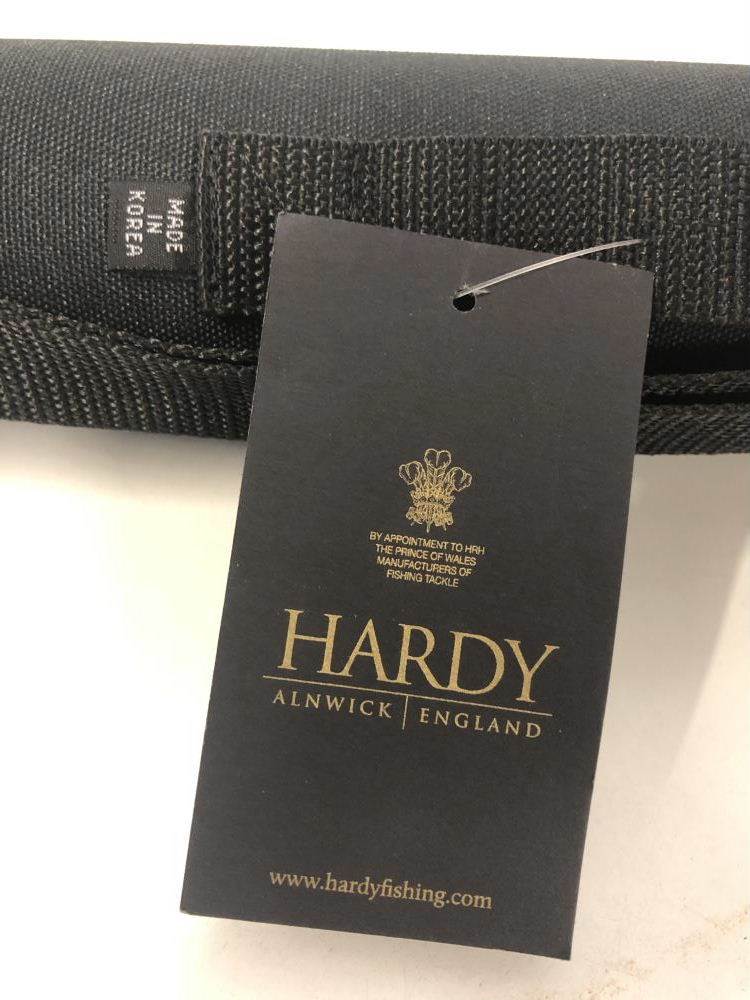 MADE
IN
KOREA
BY APPOINTMENT TO HRH
THE PRINCE OF WALES
MANUFACTURERS OF
FISHING TACKLE
HARDY
ALNWICK | ENGLAND
www.hardyfishing.com